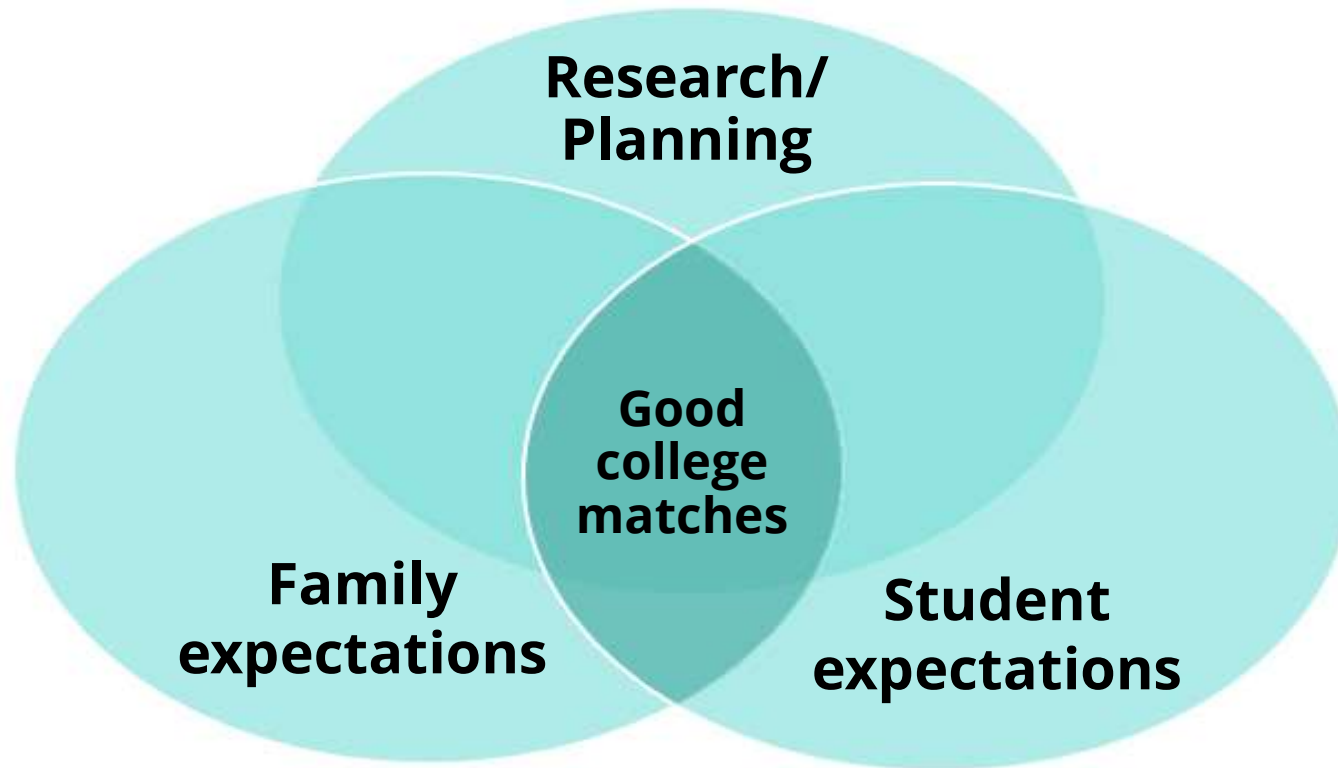 Research/
Planning
Good
college
matches
Family
expectations
Student
expectations